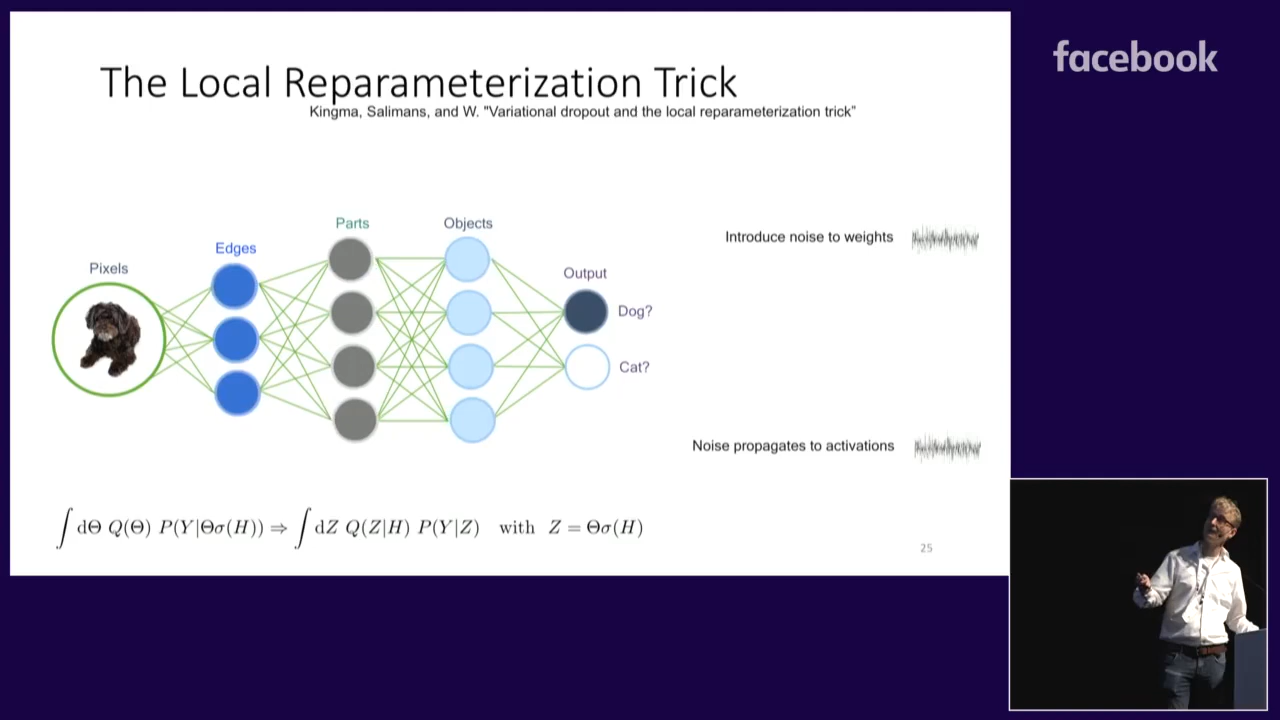 The Local Reparameterization Trick
Kingma, Salimans, and W. "Variational dropout and the local reparameterization trick"
facebook
Parts
Objects
Introduce noise to weights
Edges
Pixels
Output
Dog?
Cat?
Noise propagates to activations
∫ dΘ Q(Θ) P(Y|Θσ(H)) ⇒ ∫ dZ Q(Z|H) P(Y|Z) with Z = Θσ(H)
25